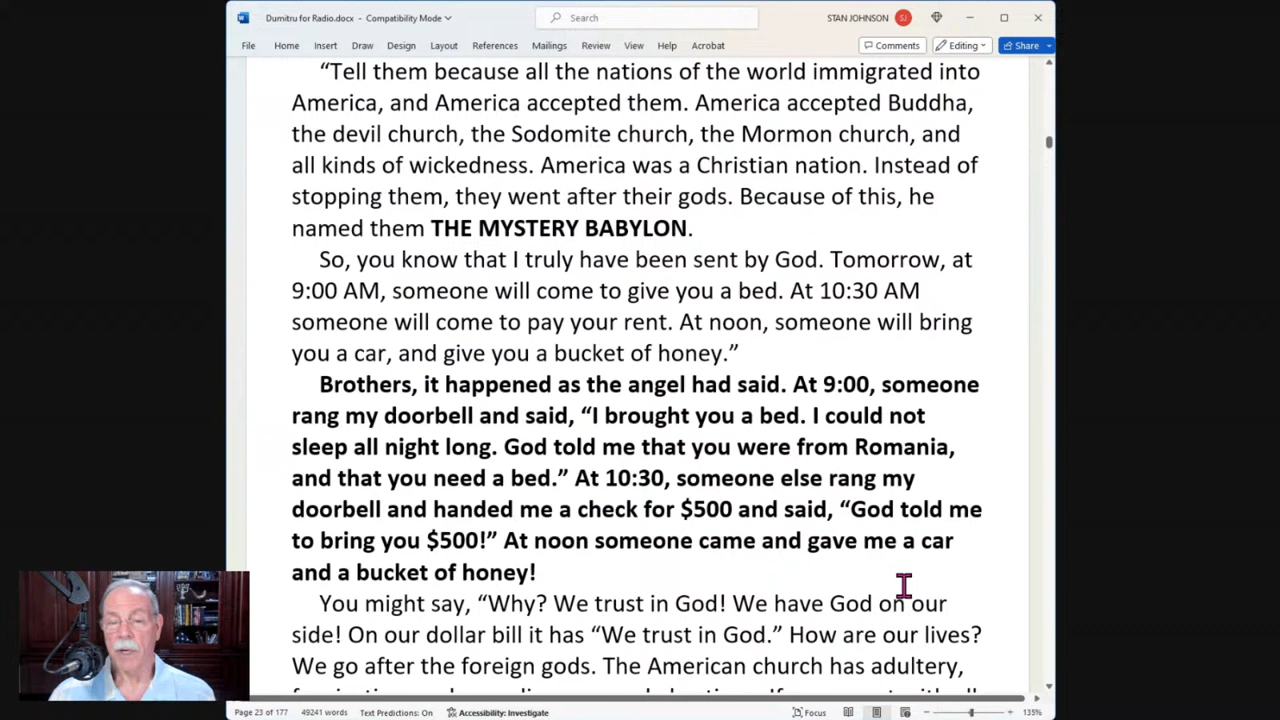 Dumitru for Radio.docx - Compatibility Mode
Search
STAN JOHNSON
SJ
File Home Insert Draw Design Layout References Mailings Review View Help Acrobat
Comments Editing Share
“Tell them because all the nations of the world immigrated into
America, and America accepted them. America accepted Buddha,
the devil church, the Sodomite church, the Mormon church, and
all kinds of wickedness. America was a Christian nation. Instead of
stopping them, they went after their gods. Because of this, he
named them THE MYSTERY BABYLON.
So, you know that I truly have been sent by God. Tomorrow, at
9:00 AM, someone will come to give you a bed. At 10:30 AM
someone will come to pay your rent. At noon, someone will bring
you a car, and give you a bucket of honey.”
Brothers, it happened as the angel had said. At 9:00, someone
rang my doorbell and said, “I brought you a bed. I could not
sleep all night long. God told me that you were from Romania,
and that you need a bed.” At 10:30, someone else rang my
doorbell and handed me a check for $500 and said, “God told me
to bring you $500!” At noon someone came and gave me a car
and a bucket of honey!
You might say, “Why? We trust in God! We have God on our
side! On our dollar bill it has “We trust in God.” How are our lives?
We go after the foreign gods. The American church has adultery,
Page 23 of 177 49241 words Text Predictions: On Accessibility: Investigate
Focus 135%